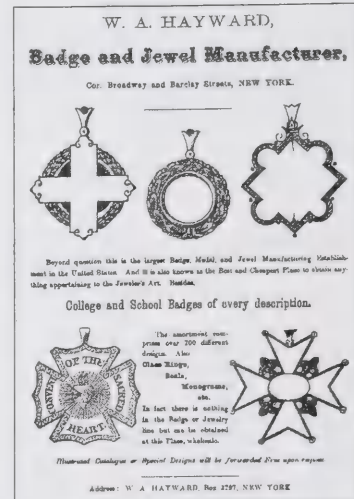 W. A. HAYWARD,
Badge and Jewel Manufacturer,
Cor. Broadway and Barclay Streets, NEW YORK.
Beyond question this is the largest Badge, Medal, and Jewel Manufacturing Establish-
ment in the United States. And it is also known as the Best and Cheapest Place to obtain any-
thing appertaining to the Jeweler's Art. Besides,
College and School Badges of every description.
CONVENT OF THE SACRED HEART.
The assortment com-
prises over 700 different
designs. Also
Class Rings,
Seals,
Monograms,
etc.
In fact there is nothing
in the Badge or Jewelry
line but can be obtained
at this Place, wholesale.
Illustrated Catalogue or Special Designs will be forwarded Free upon request.
Address: W. A. HAYWARD, Box 3797, NEW YORK